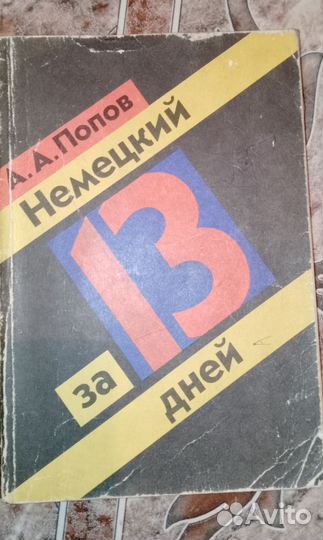 А.А.Попов
Немецкий
13
за
дней
Avito